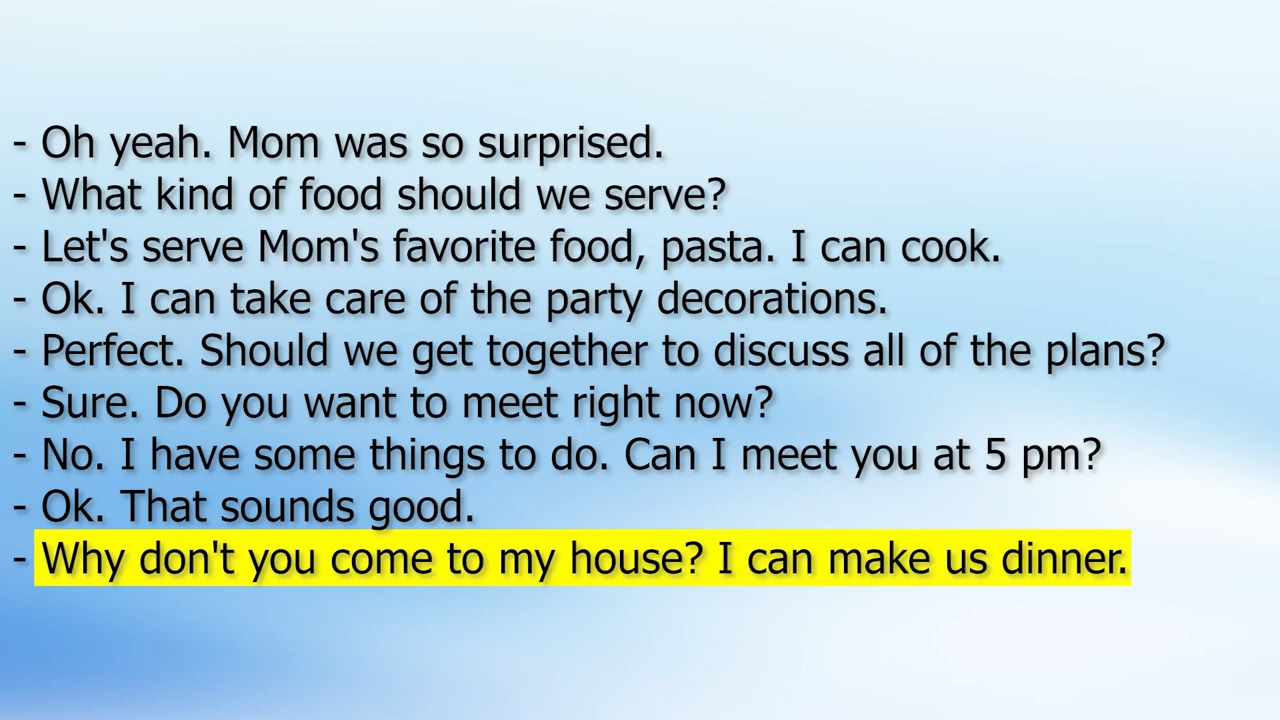 - Oh yeah. Mom was so surprised.
- What kind of food should we serve?
- Let's serve Mom's favorite food, pasta. I can cook.
- Ok. I can take care of the party decorations.
- Perfect. Should we get together to discuss all of the plans?
- Sure. Do you want to meet right now?
- No. I have some things to do. Can I meet you at 5 pm?
- Ok. That sounds good.
- Why don't you come to my house? I can make us dinner.